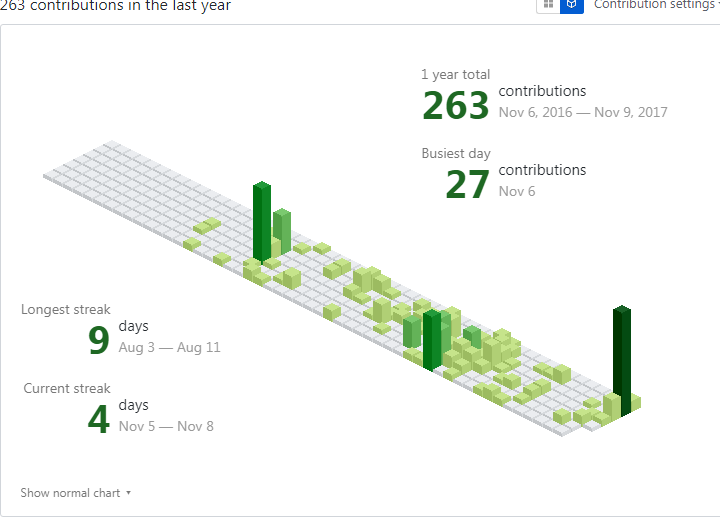 263 contributions in the last year
Contribution settings
1 year total
263 contributions
Nov 6, 2016 — Nov 9, 2017
Busiest day
27 contributions
Nov 6
Longest streak
9 days
Aug 3 — Aug 11
Current streak
4 days
Nov 5 — Nov 8
Show normal chart